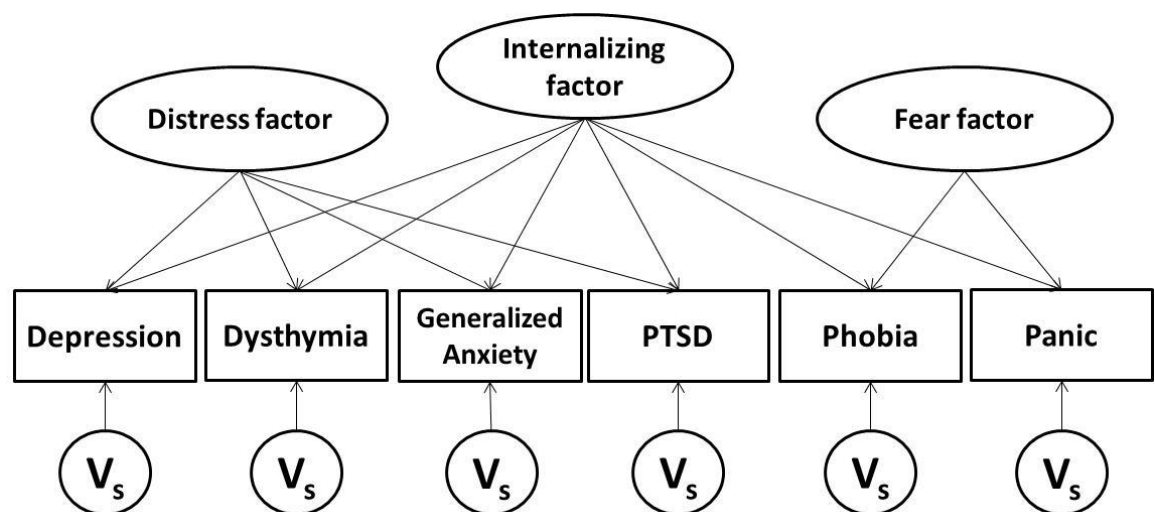 Internalizing
factor
Distress factor
Fear factor
Depression
Dysthymia
Generalized
Anxiety
PTSD
Phobia
Panic
Vs
Vs
Vs
Vs
Vs
Vs